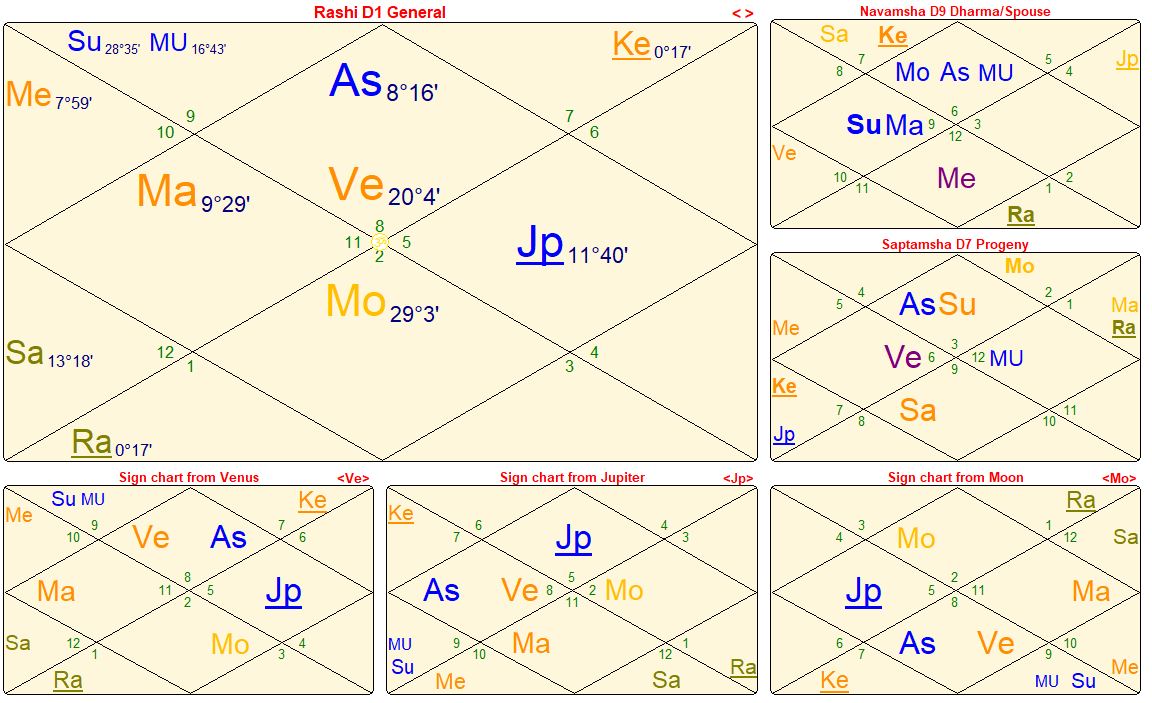 Rashi D1 General < >
Su 28°35' MU 16°43'
Ke 0°17'
As 8°16'
Me 7°59'
9 7
10 6
Ma 9°29'
Ve 20°4'
8
11 5
2
Jp 11°40'
Mo 29°3'
Sa 13°18'
12 4
1 3
Ra 0°17'
Navamsha D9 Dharma/Spouse
Sa Ke
7 5
8 4
Jp
Mo As MU
6
Su Ma 9 3
12
Ve
Me
10 2
11 1
Ra
Saptamsha D7 Progeny
Mo
4 2
5 1
As Su
Ma
Me
Ra
3
Ve 6 12 MU
9
Ke
Sa
7 11
8 10
Jp
Sign chart from Venus <Ve>
Su MU
Ke
Me
9 7
10 6
Ve As
8
Ma 11 5 Jp
2
Sa 12 Mo 4
1 3
Ra
Sign chart from Jupiter <Jp>
Ke
6 4
7 3
Jp
5
As Ve 8 2 Mo
11
MU 9 Ma 1
10 12
Su
Me Sa Ra
Sign chart from Moon <Mo>
Ra
3 1
4 12
Mo Sa
2
Jp 5 11 Ma
8
6 As Ve 10
7 9
Me
Ke MU Su